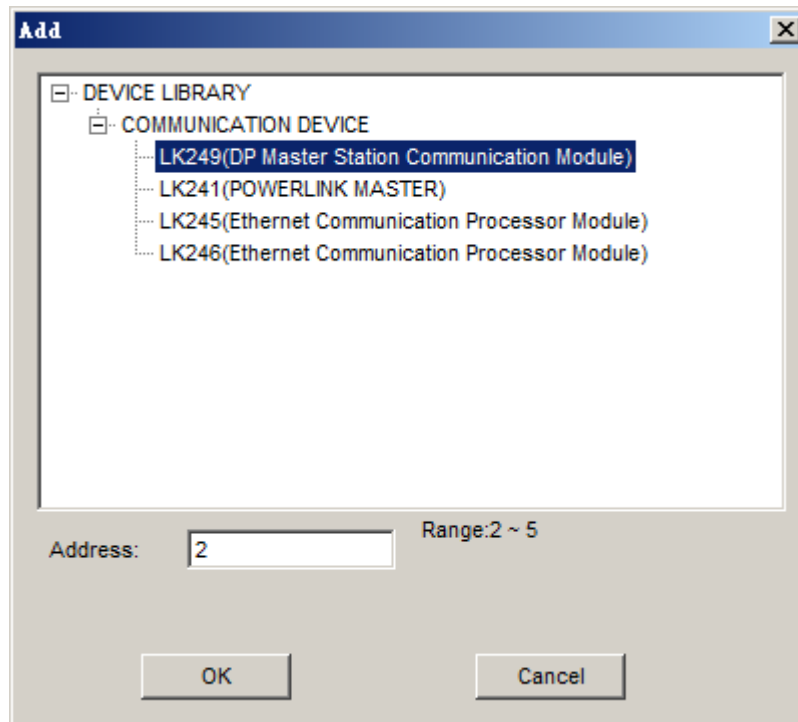 Add
DEVICE LIBRARY
COMMUNICATION DEVICE
LK249(DP Master Station Communication Module)
LK241(POWERLINK MASTER)
LK245(Ethernet Communication Processor Module)
LK246(Ethernet Communication Processor Module)
Address: 2 Range:2 ~ 5
OK Cancel